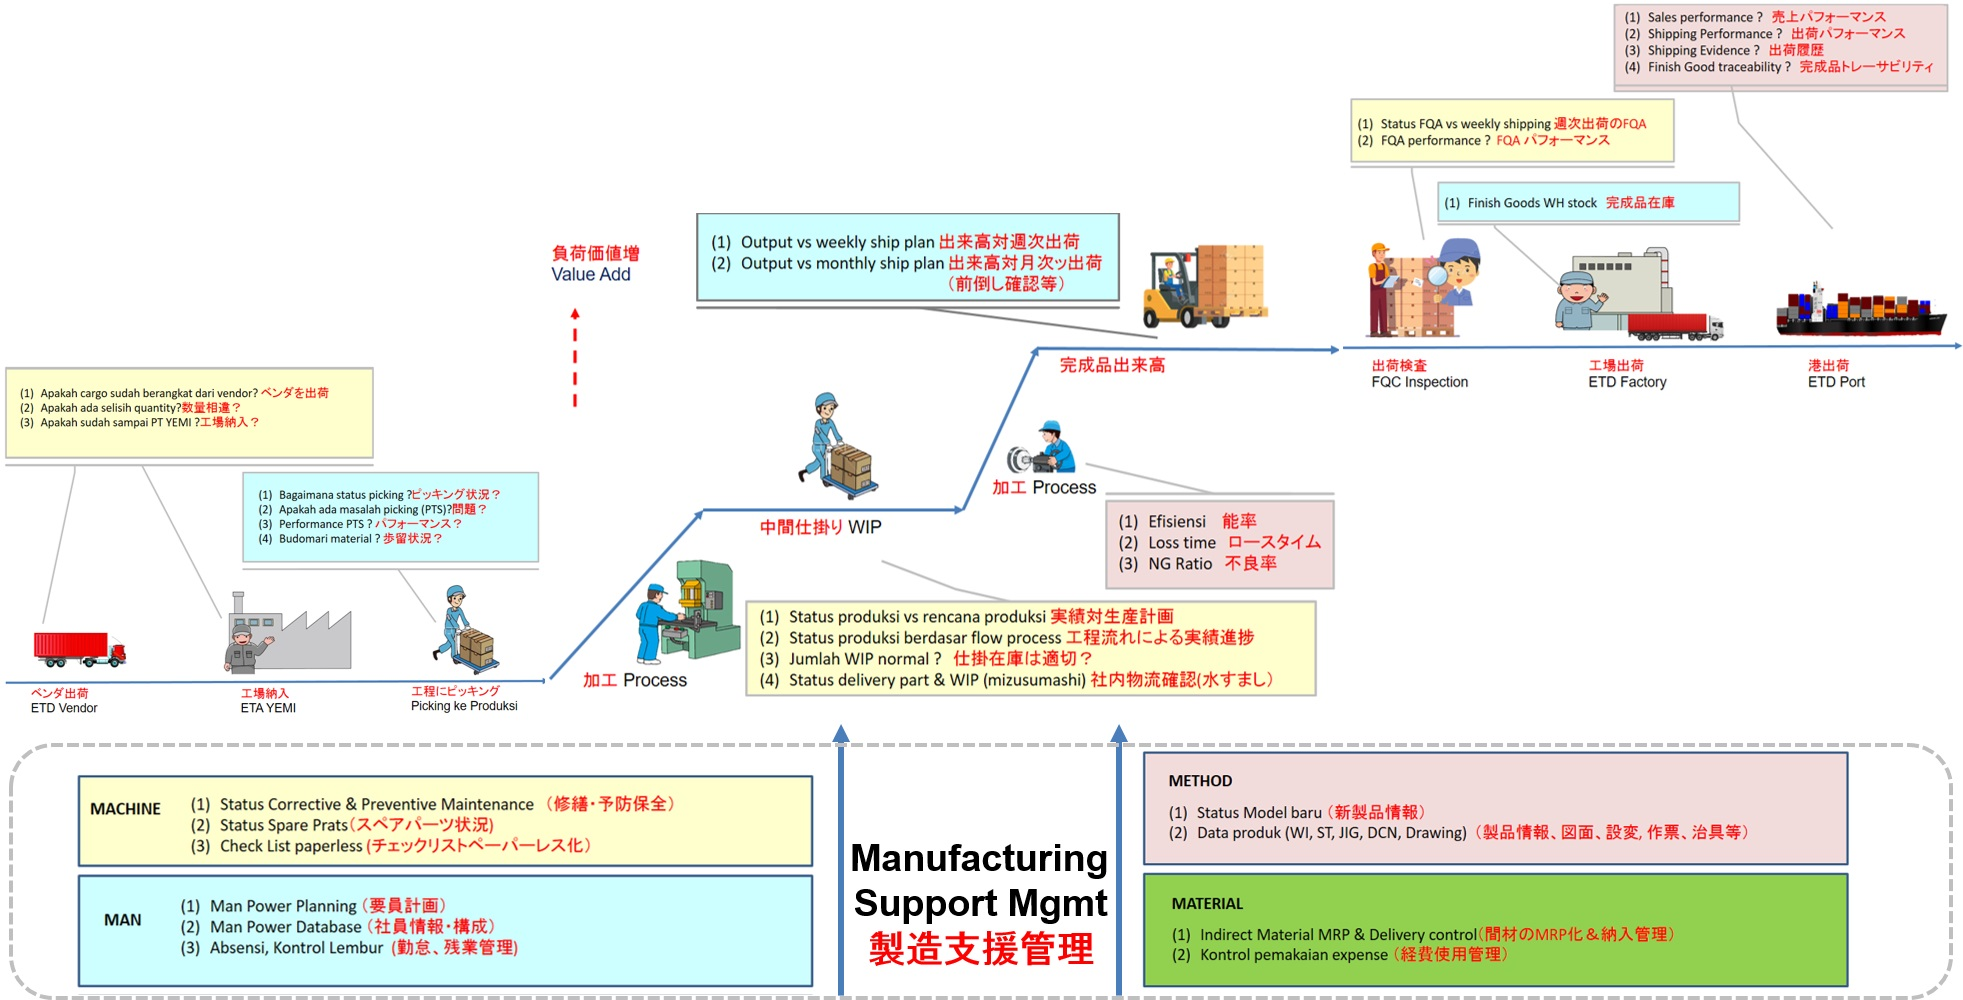 (1) Sales performance ? 売上パフォーマンス
(2) Shipping Performance ? 出荷パフォーマンス
(3) Shipping Evidence ? 出荷履歴
(4) Finish Good traceability ? 完成品トレーサビリティ
(1) Status FQA vs weekly shipping 週次出荷のFQA
(2) FQA performance ? FQA パフォーマンス
(1) Finish Goods WH stock 完成品在庫
(1) Output vs weekly ship plan 出来高対週次出荷
(2) Output vs monthly ship plan 出来高対月次ッ出荷
（前倒し確認等）
負荷価値増
Value Add
完成品出来高
出荷検査
FQC Inspection
工場出荷
ETD Factory
港出荷
ETD Port
(1) Apakah cargo sudah berangkat dari vendor? ベンダを出荷
(2) Apakah ada selisih quantity?数量相違？
(3) Apakah sudah sampai PT YEMI ?工場納入？
(1) Bagaimana status picking ?ピッキング状況？
(2) Apakah ada masalah picking (PTS)?問題？
(3) Performance PTS ? パフォーマンス？
(4) Budomari material ? 歩留状況？
加工 Process
中間仕掛り WIP
(1) Efisiensi 能率
(2) Loss time ロースタイム
(3) NG Ratio 不良率
(1) Status produksi vs rencana produksi 実績対生産計画
(2) Status produksi berdasar flow process 工程流れによる実績進捗
(3) Jumlah WIP normal ? 仕掛在庫は適切？
(4) Status delivery part & WIP (mizusumashi) 社内物流確認(水すまし）
加工 Process
ベンダ出荷
ETD Vendor
工場納入
ETA YEMI
工程にピッキング
Picking ke Produksi
MACHINE
(1) Status Corrective & Preventive Maintenance （修繕・予防保全）
(2) Status Spare Prats（スペアパーツ状況)
(3) Check List paperless (チェックリストペーパーレス化）
MAN
(1) Man Power Planning （要員計画）
(2) Man Power Database （社員情報・構成）
(3) Absensi, Kontrol Lembur (勤怠、残業管理)
Manufacturing
Support Mgmt
製造支援管理
METHOD
(1) Status Model baru （新製品情報）
(2) Data produk (WI, ST, JIG, DCN, Drawing) （製品情報、図面、設変, 作票、治具等）
MATERIAL
(1) Indirect Material MRP & Delivery control（間材のMRP化＆納入管理）
(2) Kontrol pemakaian expense （経費使用管理）